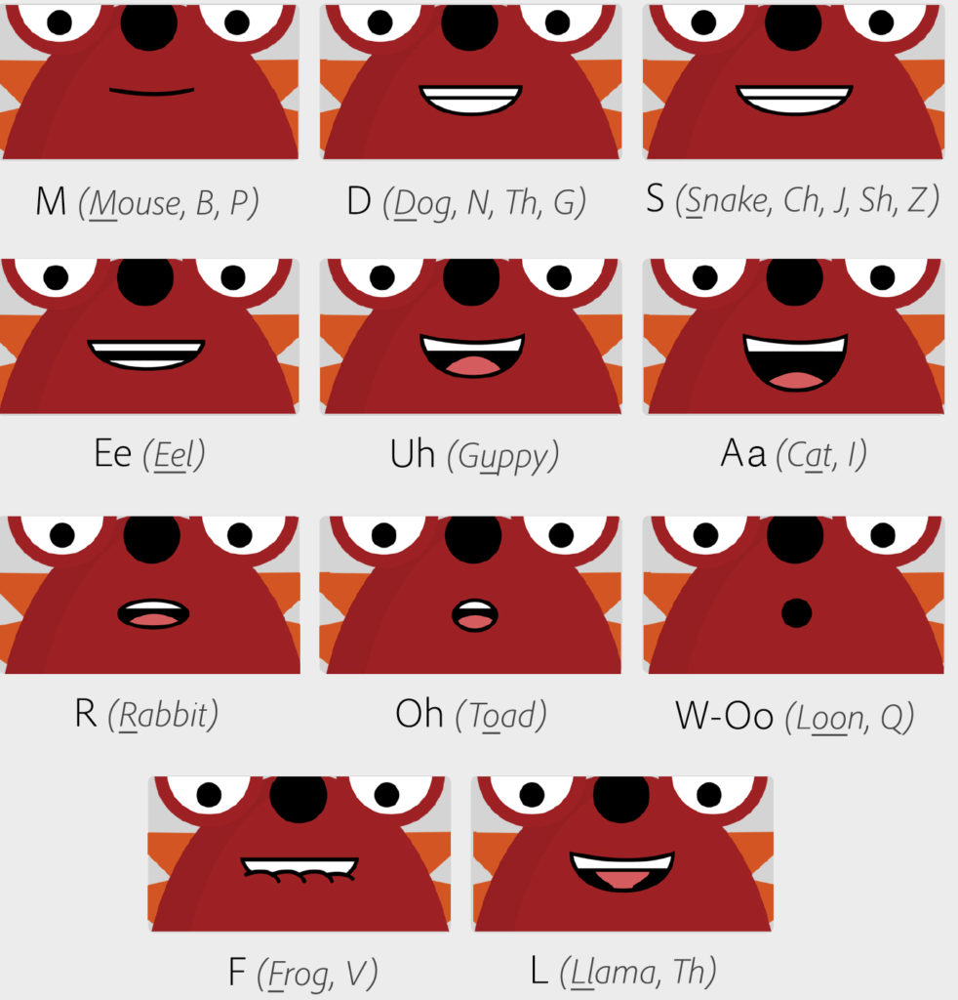 M (Mouse, B, P)
D (Dog, N, Th, G)
S (Snake, Ch, J, Sh, Z)
Ee (Eel)
Uh (Guppy)
Aa (Cat, I)
R (Rabbit)
Oh (Toad)
W-Oo (Loon, Q)
F (Frog, V)
L (Llama, Th)